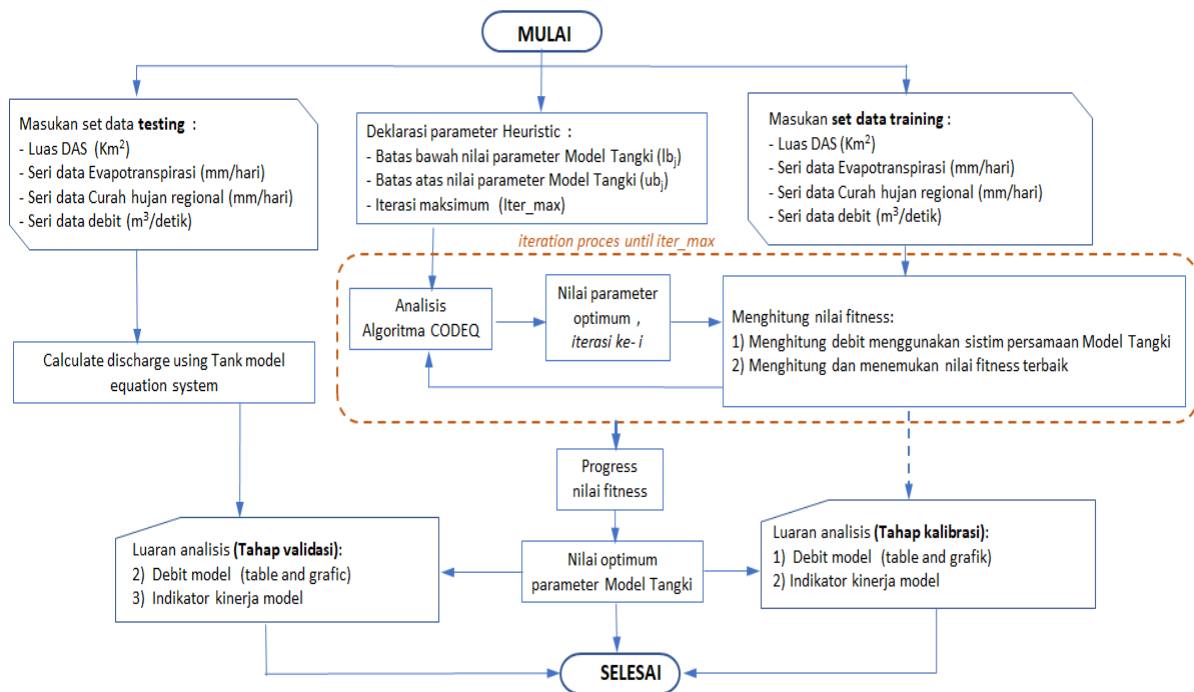 MULAI
Masukan set data testing :
- Luas DAS (Km²)
- Seri data Evapotranspirasi (mm/hari)
- Seri data Curah hujan regional (mm/hari)
- Seri data debit (m³/detik)
Deklarasi parameter Heuristic :
- Batas bawah nilai parameter Model Tangki (lbⱼ)
- Batas atas nilai parameter Model Tangki (ubⱼ)
- Iterasi maksimum (Iter_max)
Masukan set data training :
- Luas DAS (Km²)
- Seri data Evapotranspirasi (mm/hari)
- Seri data Curah hujan regional (mm/hari)
- Seri data debit (m³/detik)
iteration proces until iter_max
Analisis
Algoritma CODEQ
Nilai parameter
optimum ,
iterasi ke- i
Menghitung nilai fitness:
1) Menghitung debit menggunakan sistim persamaan Model Tangki
2) Menghitung dan menemukan nilai fitness terbaik
Calculate discharge using Tank model
equation system
Progress
nilai fitness
Luaran analisis (Tahap validasi):
2) Debit model (table and grafic)
3) Indikator kinerja model
Nilai optimum
parameter Model Tangki
Luaran analisis (Tahap kalibrasi):
1) Debit model (table and grafik)
2) Indikator kinerja model
SELESAI